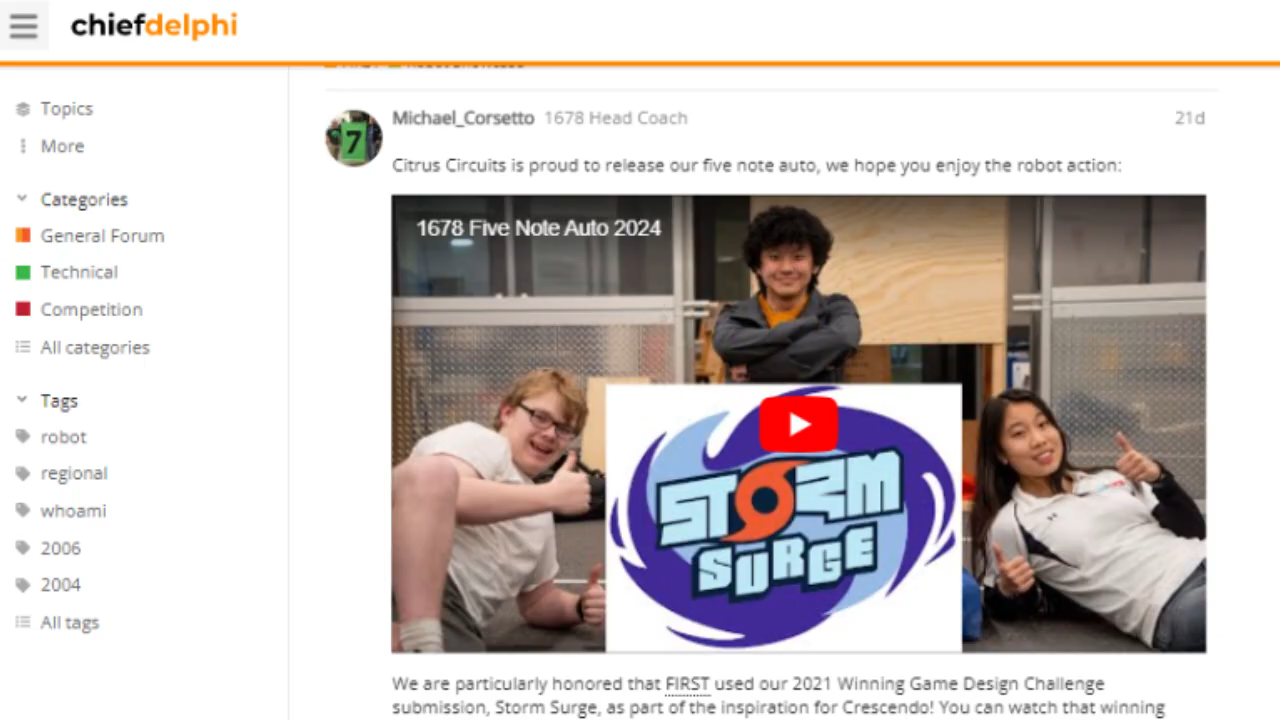 chiefdelphi
Topics
More
Categories
General Forum
Technical
Competition
All categories
Tags
robot
regional
whoami
2006
2004
All tags
Michael_Corsetto 1678 Head Coach 21d
7
Citrus Circuits is proud to release our five note auto, we hope you enjoy the robot action:
1678 Five Note Auto 2024
STORM
SURGE
We are particularly honored that FIRST used our 2021 Winning Game Design Challenge
submission, Storm Surge, as part of the inspiration for Crescendo! You can watch that winning